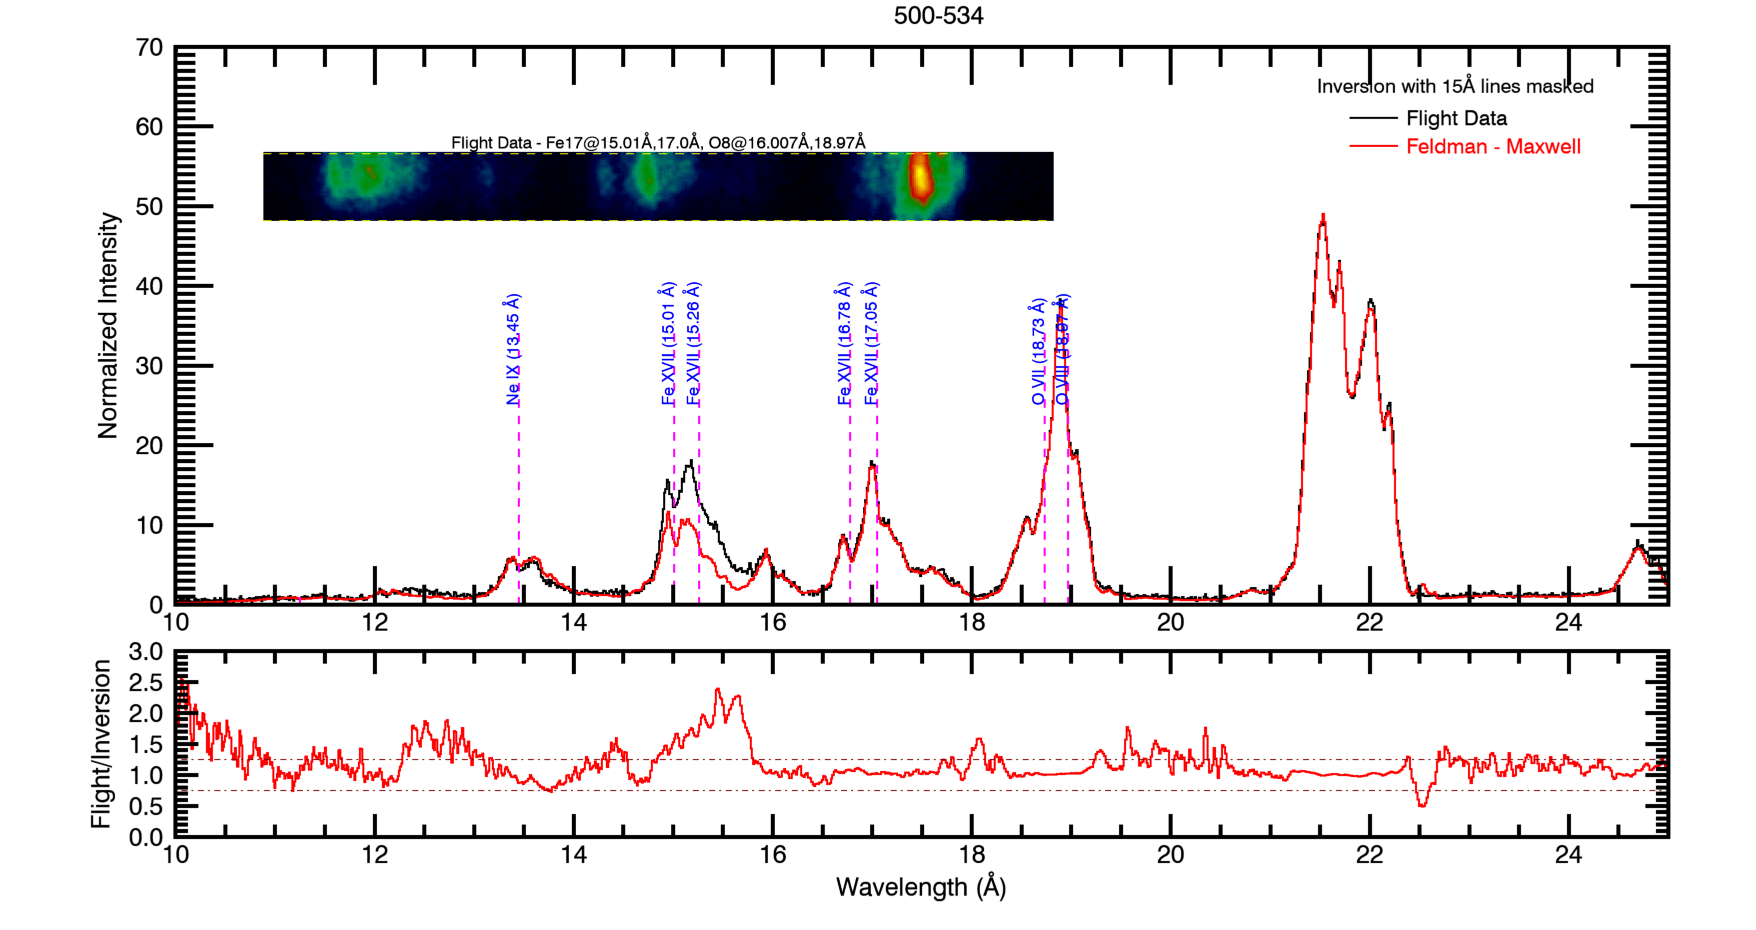 500-534
70
60
50
40
30
20
10
0
Normalized Intensity
Inversion with 15Å lines masked
Flight Data
Feldman - Maxwell
Flight Data - Fe17@15.01Å,17.0Å, O8@16.007Å,18.97Å
Ne IX (13.45 Å)
Fe XVII (15.01 Å)
Fe XVII (15.26 Å)
Fe XVII (16.78 Å)
Fe XVII (17.05 Å)
O VII (18.73 Å)
O VIII (18.97 Å)
10 12 14 16 18 20 22 24
3.0
2.5
2.0
1.5
1.0
0.5
0.0
Flight/Inversion
10 12 14 16 18 20 22 24
Wavelength (Å)